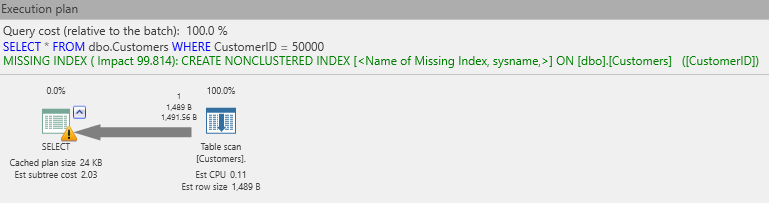 Execution plan
Query cost (relative to the batch): 100.0 %
SELECT * FROM dbo.Customers WHERE CustomerID = 50000
MISSING INDEX ( Impact 99.814): CREATE NONCLUSTERED INDEX [<Name of Missing Index, sysname,>] ON [dbo].[Customers] ([CustomerID])
0.0%
SELECT
Cached plan size 24 KB
Est subtree cost 2.03
1
1,489 B
1,491.56 B
100.0%
Table scan
[Customers].
Est CPU 0.11
Est row size 1,489 B